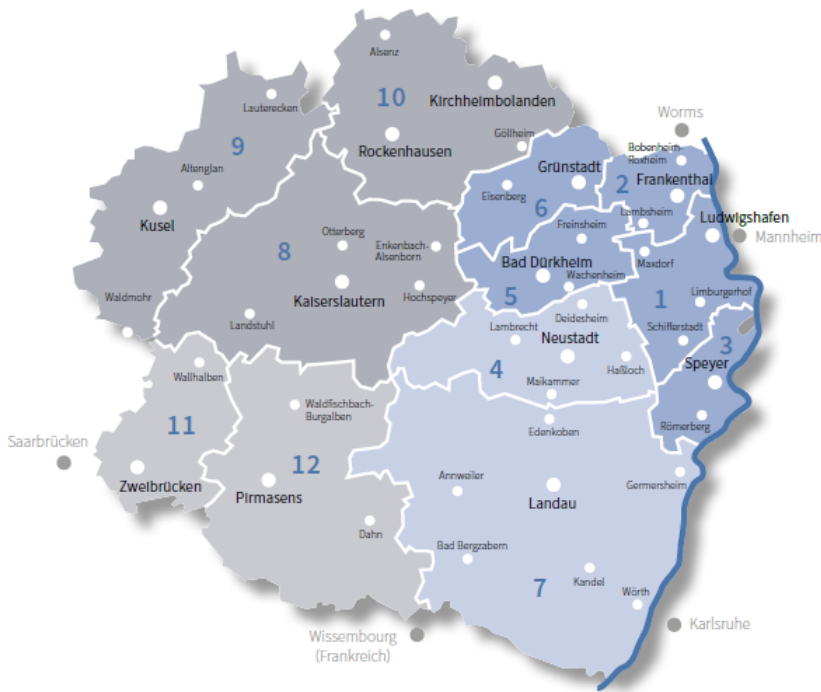 Alsenz
10
Kirchheimbolanden
Lauterecken
Göllheim
Worms
9
Rockenhausen
Bobenheim-
Roxheim
Grünstadt
2
Frankenthal
Altenglan
Eisenberg
6
Lambsheim
Kusel
Freinsheim
Ludwigshafen
Mannheim
Otterberg
8
Enkenbach-
Alsenborn
Bad Dürkheim
Maxdorf
Kaiserslautern
Hochspeyer
Wachenheim
5
1
Limburgerhof
Waldmohr
Landstuhl
Deidesheim
Schifferstadt
Lambrecht
Neustadt
3
Wallhalben
4
Haßloch
Speyer
Maikammer
Waldfischbach-
Burgalben
Römerberg
11
Edenkoben
Saarbrücken
12
Zweibrücken
Pirmasens
Annweiler
Landau
Germersheim
Dahn
Bad Bergzabern
7
Kandel
Wörth
Wissembourg
(Frankreich)
Karlsruhe